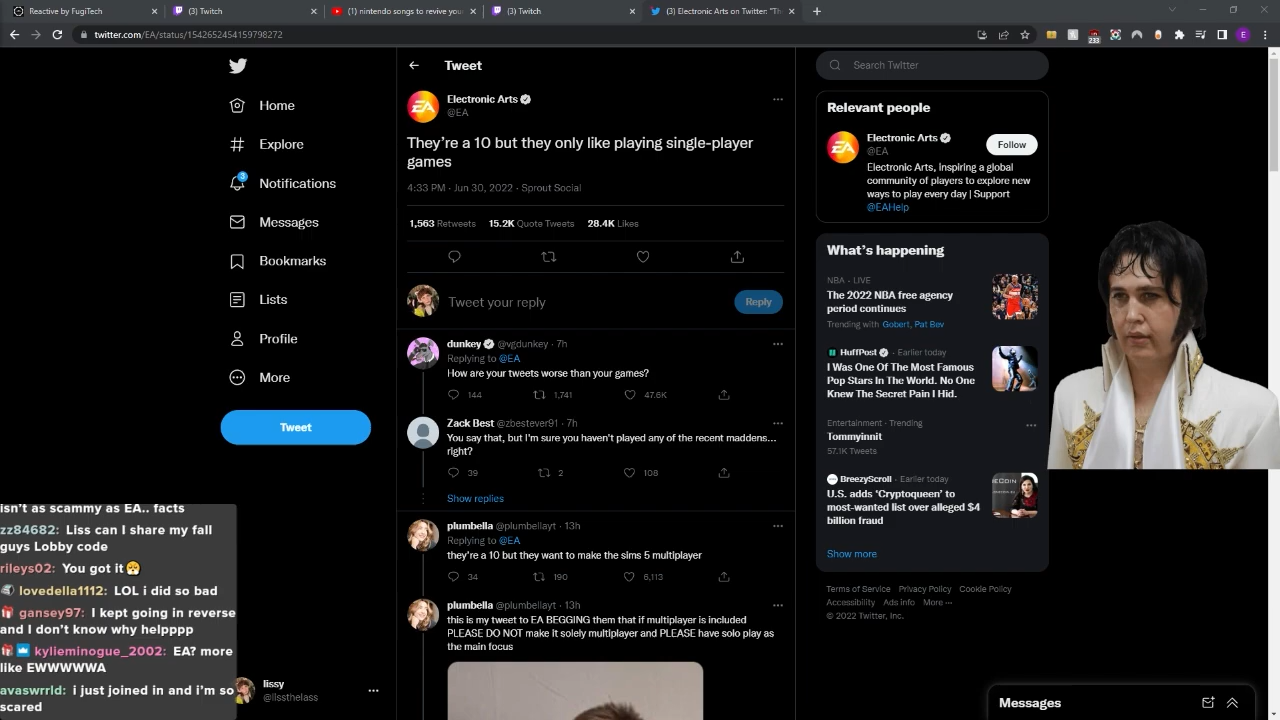 Reactive by FugiTech
(3) Twitch
(1) nintendo songs to revive your
(3) Twitch
(3) Electronic Arts on Twitter: "Th
twitter.com/EA/status/1542652454159798272
233
E
Home
Explore
3
Notifications
Messages
Bookmarks
Lists
Profile
More
Tweet
Tweet
Electronic Arts
@EA
They're a 10 but they only like playing single-player
games
4:33 PM · Jun 30, 2022 · Sprout Social
1,563 Retweets 15.2K Quote Tweets 28.4K Likes
Tweet your reply
Reply
dunkey @vgdunkey · 7h
Replying to @EA
How are your tweets worse than your games?
144 1,741 47.6K
Zack Best @zbestever91 · 7h
You say that, but I'm sure you haven't played any of the recent maddens...
right?
39 2 108
Show replies
plumbella @plumbellayt · 13h
Replying to @EA
they're a 10 but they want to make the sims 5 multiplayer
34 190 6,113
plumbella @plumbellayt · 13h
this is my tweet to EA BEGGING them that if multiplayer is included
PLEASE DO NOT make it solely multiplayer and PLEASE have solo play as
the main focus
Search Twitter
Relevant people
Electronic Arts
@EA
Follow
Electronic Arts, Inspiring a global
community of players to explore new
ways to play every day | Support
@EAHelp
What's happening
NBA · LIVE
The 2022 NBA free agency
period continues
Trending with Gobert, Pat Bev
HuffPost · Earlier today
I Was One Of The Most Famous
Pop Stars In The World. No One
Knew The Secret Pain I Hid.
Entertainment · Trending
Tommyinnit
57.1K Tweets
BreezyScroll · Earlier today
U.S. adds 'Cryptoqueen' to
most-wanted list over alleged $4
billion fraud
Show more
Terms of Service Privacy Policy Cookie Policy
Accessibility Ads info More ···
© 2022 Twitter, Inc.
isn't as scammy as EA.. facts
zz84682: Liss can I share my fall
guys Lobby code
rileys02: You got it
lovedella1112: LOL i did so bad
gansey97: I kept going in reverse
and I don't know why helpppp
kylieminogue_2002: EA? more
like EWWWWWA
avaswrrld: i just joined in and i'm so
scared
lissy
@lissthelass
Messages